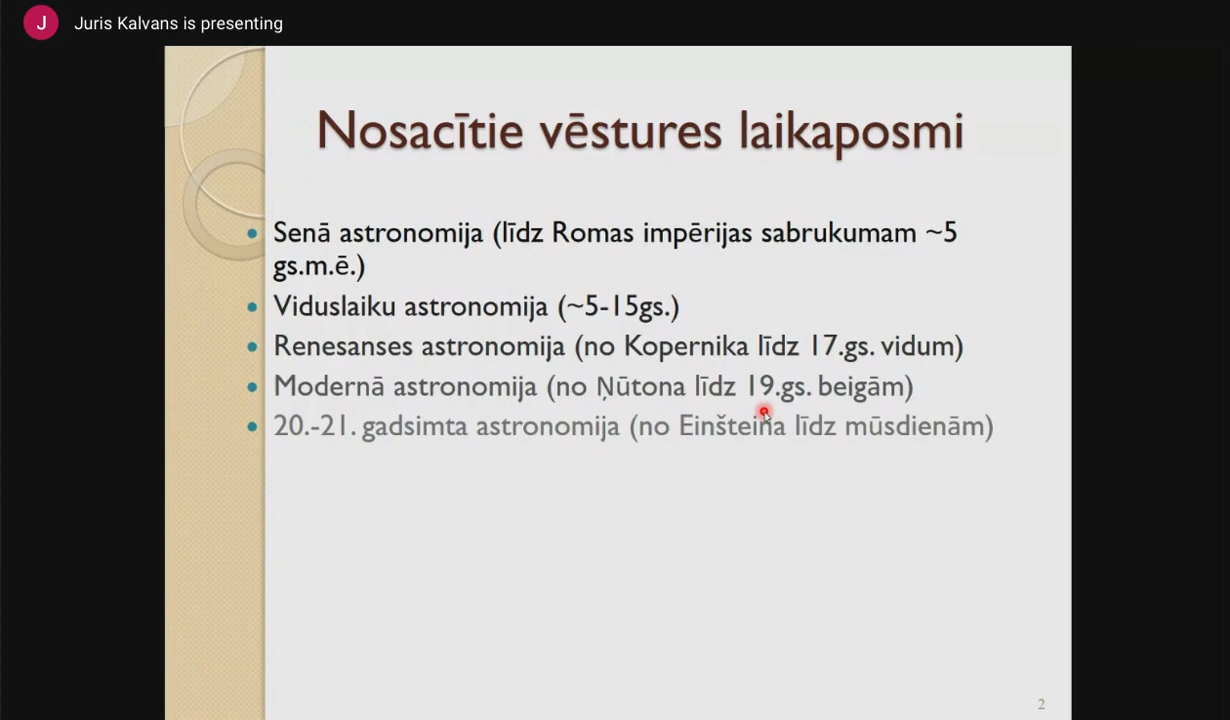 J
Juris Kalvans is presenting
Nosacītie vēstures laikaposmi
Senā astronomija (līdz Romas impērijas sabrukumam ~5
gs.m.ē.)
Viduslaiku astronomija (~5-15gs.)
Renesanses astronomija (no Kopernika līdz 17.gs. vidum)
Modernā astronomija (no Ņūtona līdz 19.gs. beigām)
20.-21. gadsimta astronomija (no Einšteina līdz mūsdienām)
2